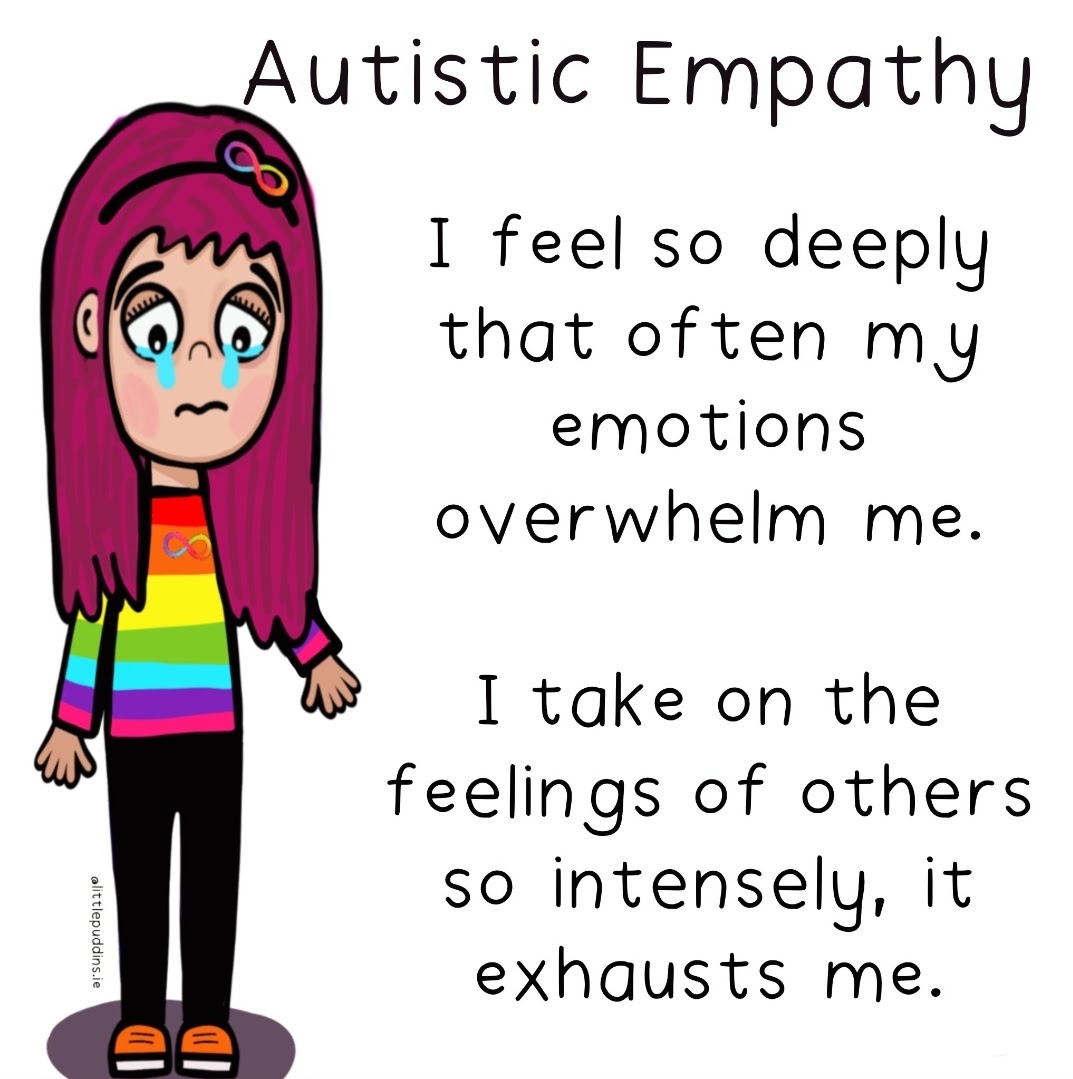 Autistic Empathy
I feel so deeply
that often my
emotions
overwhelm me.
I take on the
feelings of others
so intensely, it
exhausts me.
@littlepuddins.ie